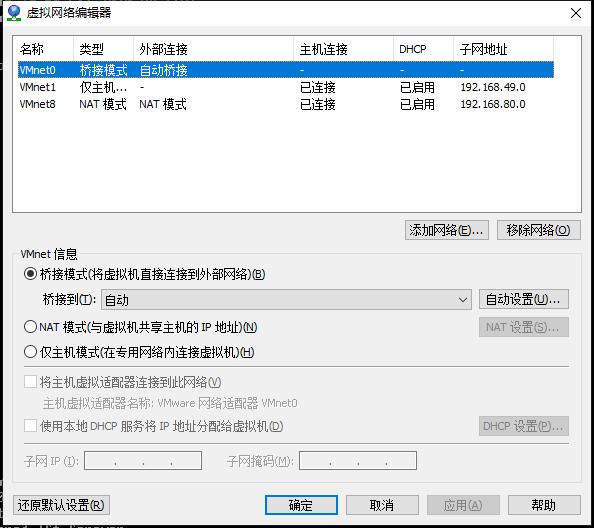 虚拟网络编辑器
名称 类型 外部连接 主机连接 DHCP 子网地址
VMnet0 桥接模式 自动桥接 - - -
VMnet1 仅主机... - 已连接 已启用 192.168.49.0
VMnet8 NAT 模式 NAT 模式 已连接 已启用 192.168.80.0
添加网络(E)... 移除网络(O)
VMnet 信息
桥接模式(将虚拟机直接连接到外部网络)(B)
桥接到(T): 自动 自动设置(U)...
NAT 模式(与虚拟机共享主机的 IP 地址)(N) NAT 设置(S)...
仅主机模式(在专用网络内连接虚拟机)(H)
将主机虚拟适配器连接到此网络(V)
主机虚拟适配器名称: VMware 网络适配器 VMnet0
使用本地 DHCP 服务将 IP 地址分配给虚拟机(D) DHCP 设置(P)...
子网 IP (I): . . . 子网掩码(M): . . .
还原默认设置(R) 确定 取消 应用(A) 帮助